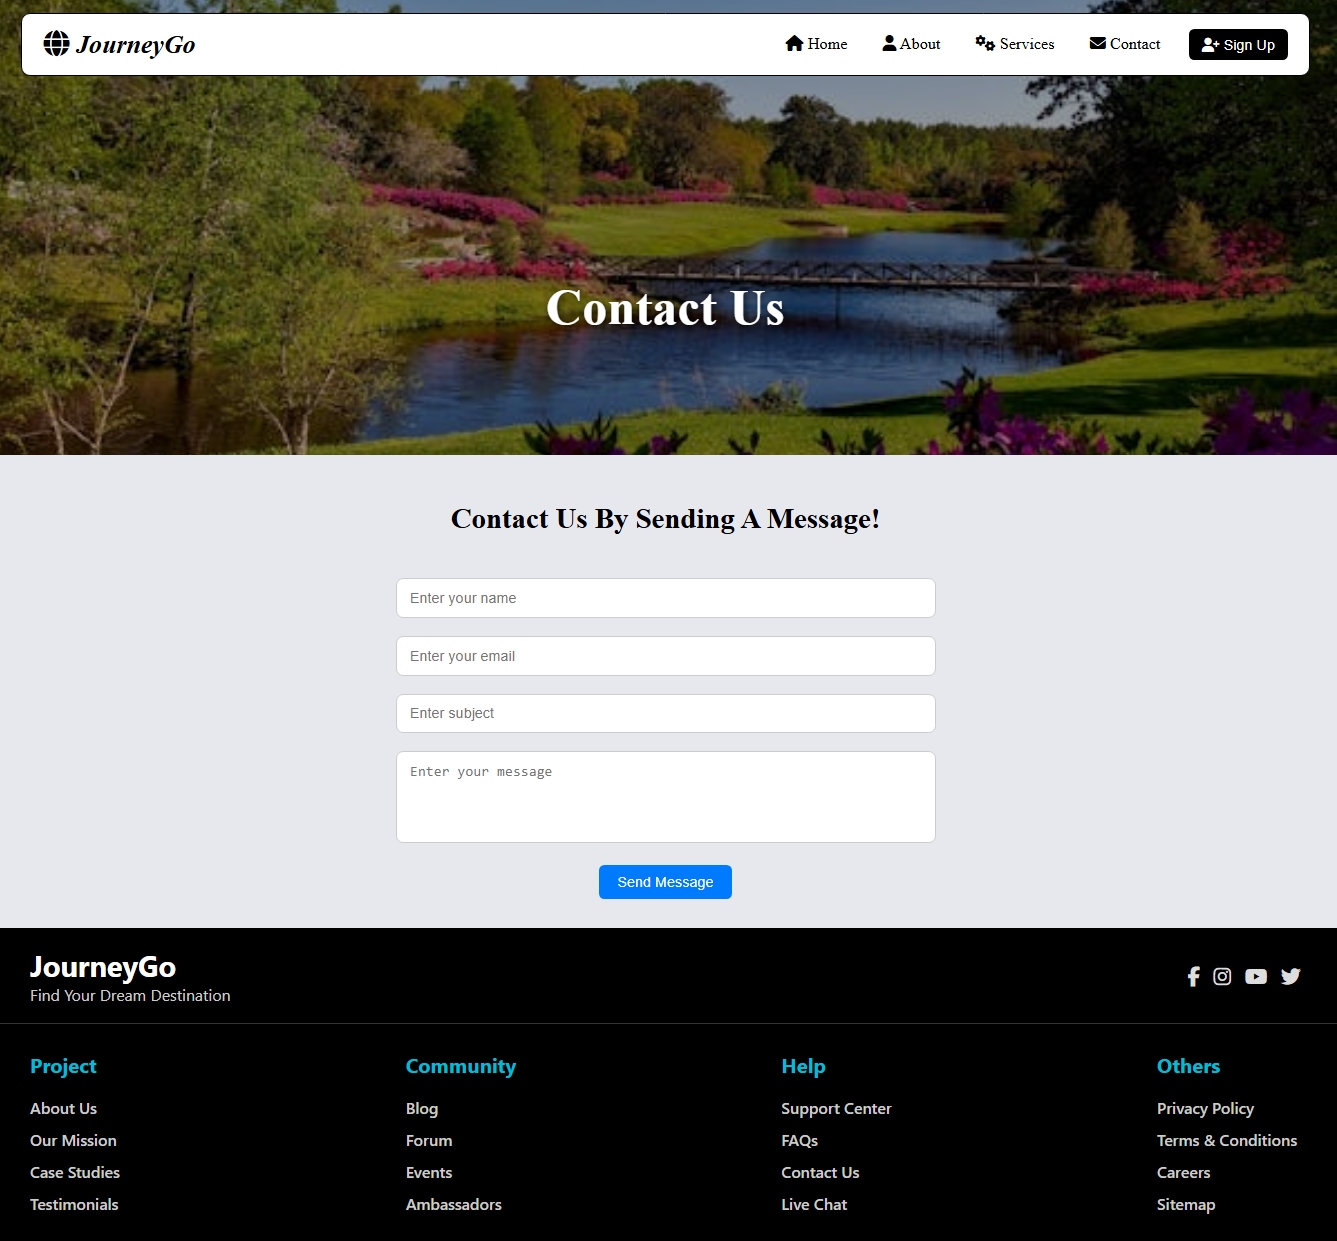 JourneyGo
Home
About
Services
Contact
Sign Up
Contact Us
Contact Us By Sending A Message!
Enter your name
Enter your email
Enter subject
Enter your message
Send Message
JourneyGo
Find Your Dream Destination
Project
About Us
Our Mission
Case Studies
Testimonials
Community
Blog
Forum
Events
Ambassadors
Help
Support Center
FAQs
Contact Us
Live Chat
Others
Privacy Policy
Terms & Conditions
Careers
Sitemap